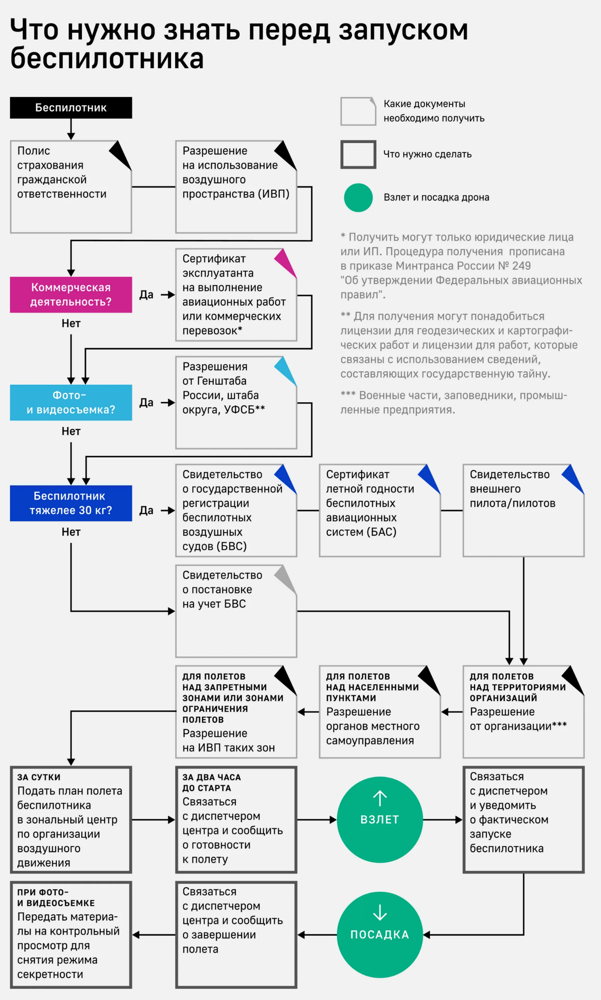 Что нужно знать перед запуском
беспилотника
Беспилотник
Какие документы
необходимо получить
Что нужно сделать
Взлет и посадка дрона
Полис
страхования
гражданской
ответственности
Разрешение
на использование
воздушного
пространства (ИВП)
* Получить могут только юридические лица
или ИП. Процедура получения прописана
в приказе Минтранса России № 249
"Об утверждении Федеральных авиационных
правил".
** Для получения могут понадобиться
лицензии для геодезических и картографи-
ческих работ и лицензии для работ, которые
связаны с использованием сведений,
составляющих государственную тайну.
*** Военные части, заповедники, промыш-
ленные предприятия.
Коммерческая
деятельность?
Да
Нет
Сертификат
эксплуатанта
на выполнение
авиационных работ
или коммерческих
перевозок*
Фото-
и видеосъемка?
Да
Нет
Разрешения
от Генштаба
России, штаба
округа, УФСБ**
Беспилотник
тяжелее 30 кг?
Да
Нет
Свидетельство
о государственной
регистрации
беспилотных
воздушных
судов (БВС)
Сертификат
летной годности
беспилотных
авиационных
систем (БАС)
Свидетельство
внешнего
пилота/пилотов
Свидетельство
о постановке
на учет БВС
ДЛЯ ПОЛЕТОВ
НАД ЗАПРЕТНЫМИ
ЗОНАМИ ИЛИ ЗОНАМИ
ОГРАНИЧЕНИЯ
ПОЛЕТОВ
Разрешение
на ИВП таких зон
ДЛЯ ПОЛЕТОВ
НАД НАСЕЛЕННЫМИ
ПУНКТАМИ
Разрешение
органов местного
самоуправления
ДЛЯ ПОЛЕТОВ
НАД ТЕРРИТОРИЯМИ
ОРГАНИЗАЦИЙ
Разрешение
от организации***
ЗА СУТКИ
Подать план полета
беспилотника
в зональный центр
по организации
воздушного
движения
ЗА ДВА ЧАСА
ДО СТАРТА
Связаться
с диспетчером
центра и сообщить
о готовности
к полету
ВЗЛЕТ
Связаться
с диспетчером
и уведомить
о фактическом
запуске
беспилотника
ПРИ ФОТО-
И ВИДЕОСЪЕМКЕ
Передать материа-
лы на контрольный
просмотр для
снятия режима
секретности
Связаться
с диспетчером
центра и сообщить
о завершении
полета
ПОСАДКА